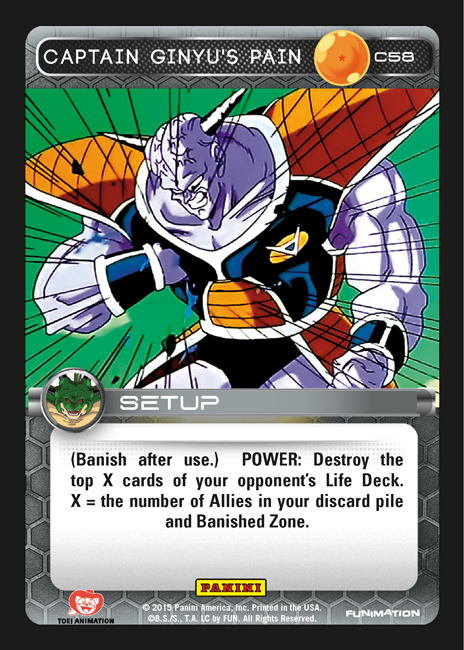 CAPTAIN GINYU'S PAIN C58
SETUP
(Banish after use.) POWER: Destroy the
top X cards of your opponent's Life Deck.
X = the number of Allies in your discard pile
and Banished Zone.
PANINI
TOEI ANIMATION
© 2015 Panini America, Inc. Printed in the USA.
©B.S./S., T.A. LC by FUN. All Rights Reserved.
FUNIMATION